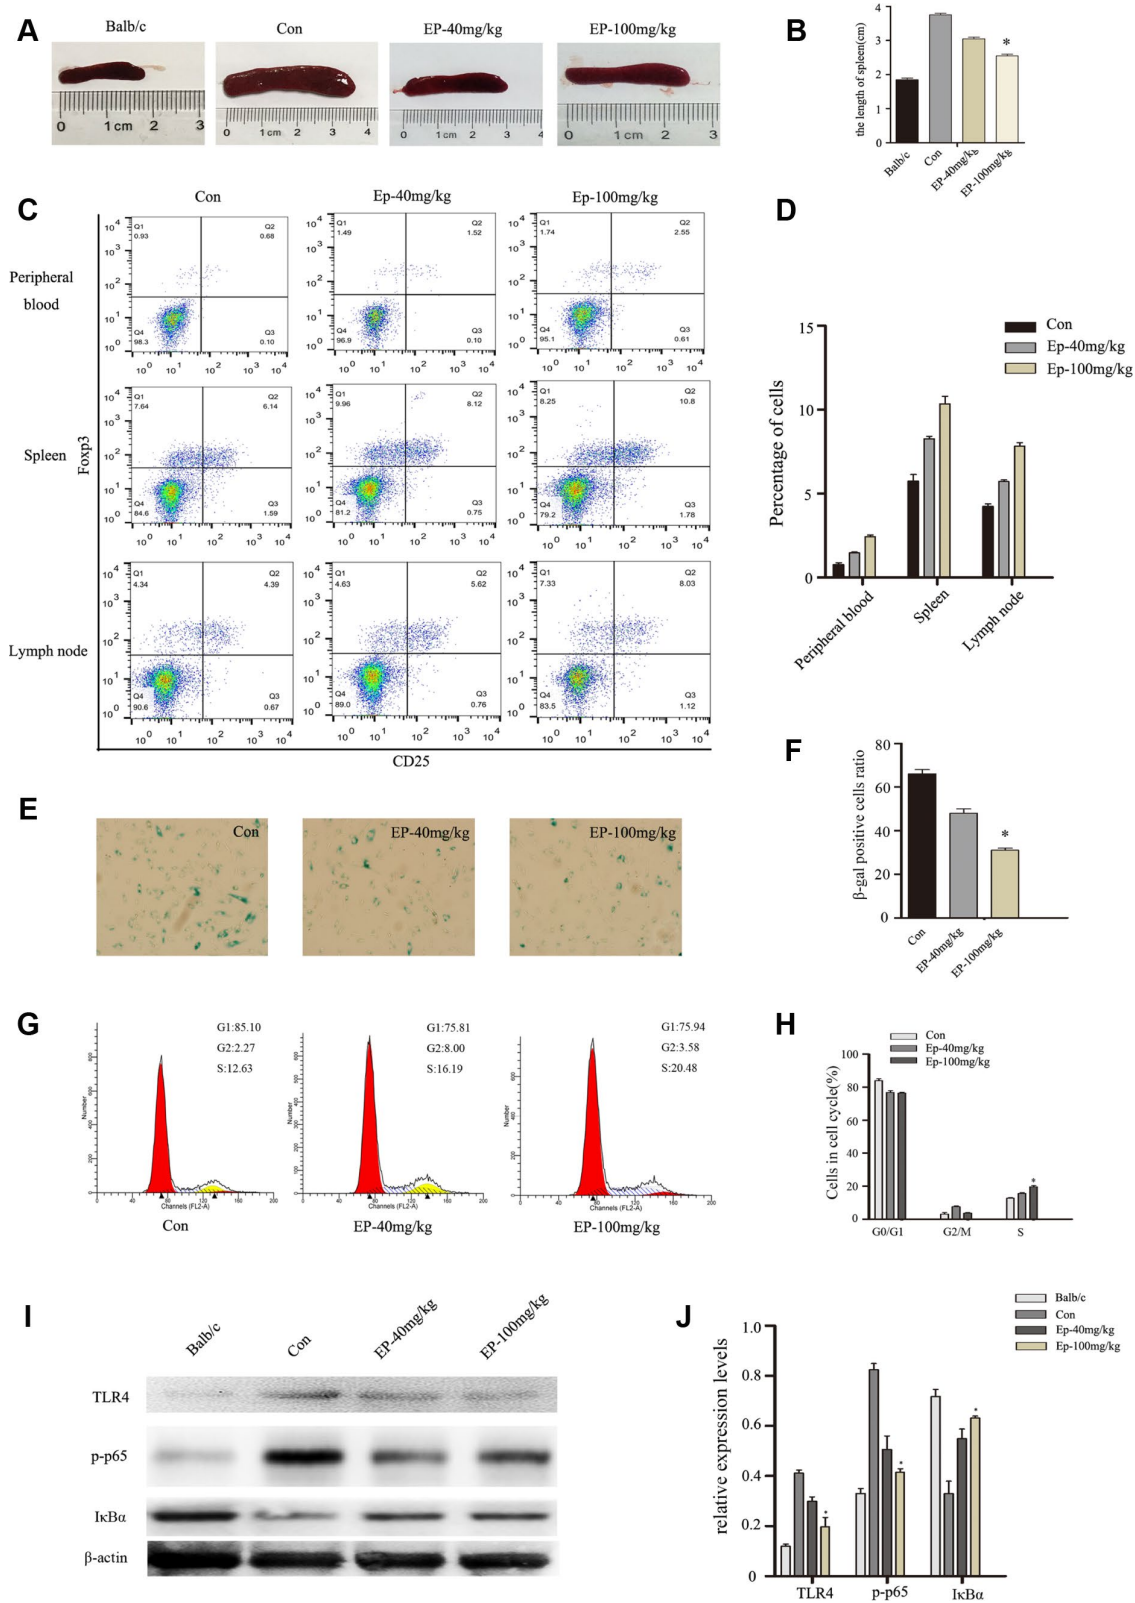 A
Balb/c
Con
EP-40mg/kg
EP-100mg/kg
0 1cm 2 3
0 1cm 2 3 4
0 1 cm 2 3 4
0 1 cm 2 3
B
the length of spleen(cm)
4
3
2
1
0
Balb/c
Con
EP-40mg/kg
EP-100mg/kg
*
C
Con
Ep-40mg/kg
Ep-100mg/kg
Peripheral
blood
Q1
0.93
Q2
0.68
Q4
98.3
Q3
0.10
Q1
1.49
Q2
1.52
Q4
96.9
Q3
0.10
Q1
1.74
Q2
2.55
Q4
95.1
Q3
0.61
Spleen
Foxp3
Q1
7.64
Q2
6.14
Q4
84.6
Q3
1.59
Q1
9.96
Q2
8.12
Q4
81.2
Q3
0.75
Q1
8.25
Q2
10.8
Q4
79.2
Q3
1.78
Lymph node
Q1
4.34
Q2
4.39
Q4
90.6
Q3
0.67
Q1
4.63
Q2
5.62
Q4
89.0
Q3
0.76
Q1
7.33
Q2
8.03
Q4
83.5
Q3
1.12
CD25
D
Percentage of cells
15
10
5
0
Con
Ep-40mg/kg
Ep-100mg/kg
Peripheral blood
Spleen
Lymph node
E
Con
EP-40mg/kg
EP-100mg/kg
F
β-gal positive cells ratio
80
60
40
20
0
*
Con
EP-40mg/kg
EP-100mg/kg
G
G1:85.10
G2:2.27
S:12.63
Number
Channels (FL2-A)
Con
G1:75.81
G2:8.00
S:16.19
Number
Channels (FL2-A)
EP-40mg/kg
G1:75.94
G2:3.58
S:20.48
Number
Channels (FL2-A)
EP-100mg/kg
H
Con
Ep-40mg/kg
Ep-100mg/kg
Cells in cell cycle(%)
100
80
60
40
20
0
*
G0/G1
G2/M
S
I
Balb/c
Con
EP-40mg/kg
EP-100mg/kg
TLR4
p-p65
IκBα
β-actin
J
Balb/c
Con
Ep-40mg/kg
Ep-100mg/kg
relative expression levels
1.0
0.8
0.6
0.4
0.2
0
*
*
*
TLR4
p-p65
IκBα